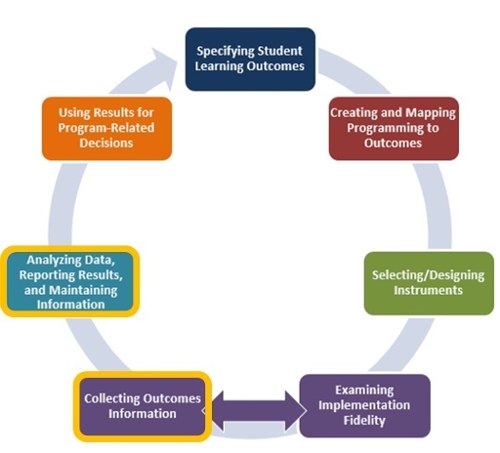 Specifying Student
Learning Outcomes
Creating and Mapping
Programming to
Outcomes
Selecting/Designing
Instruments
Examining
Implementation
Fidelity
Collecting Outcomes
Information
Analyzing Data,
Reporting Results,
and Maintaining
Information
Using Results for
Program-Related
Decisions